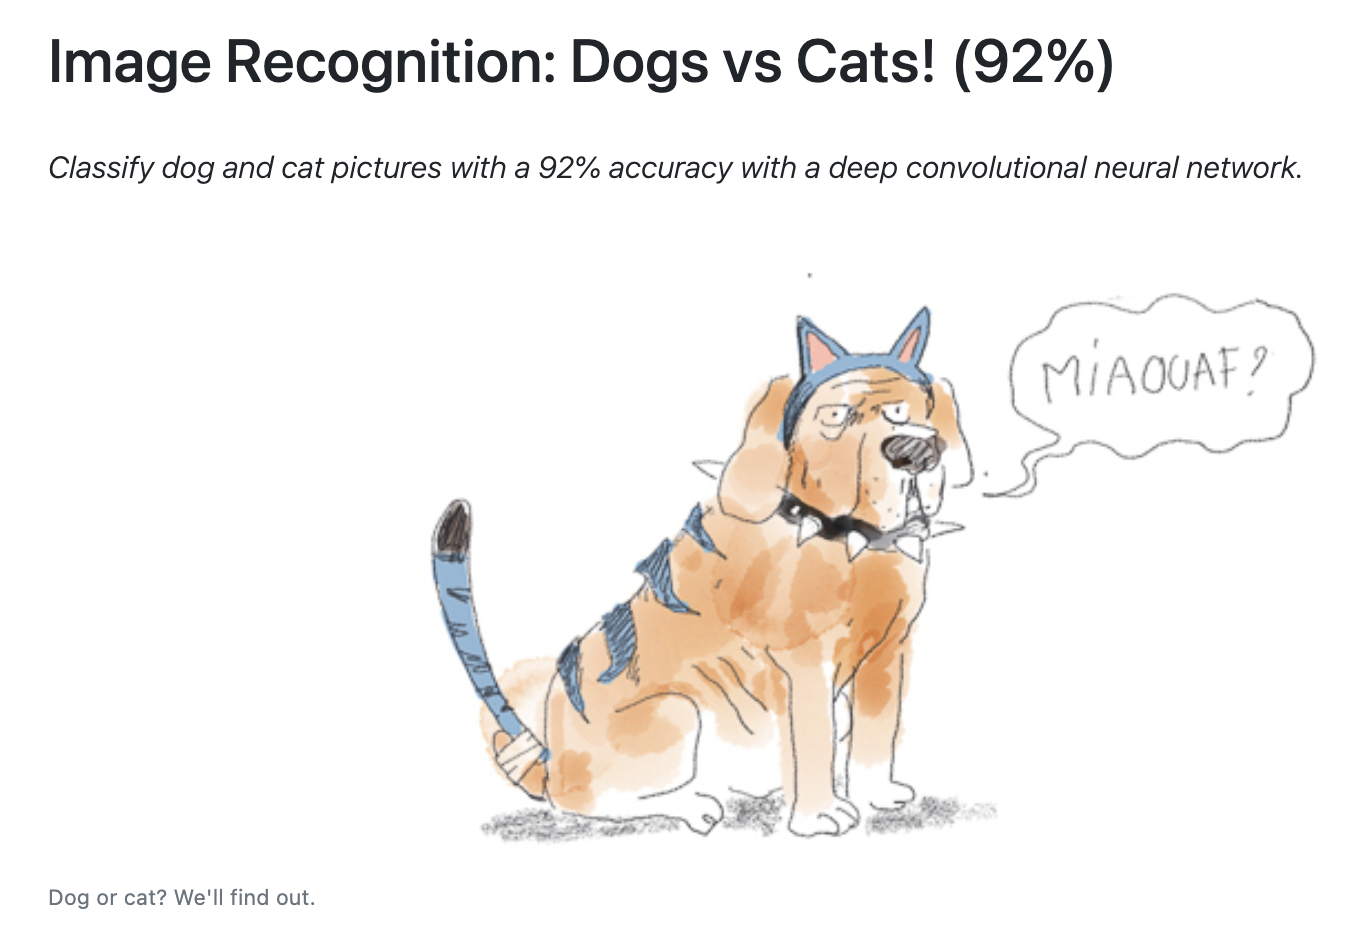 Image Recognition: Dogs vs Cats! (92%)
Classify dog and cat pictures with a 92% accuracy with a deep convolutional neural network.
MiAOUAF?
Dog or cat? We'll find out.